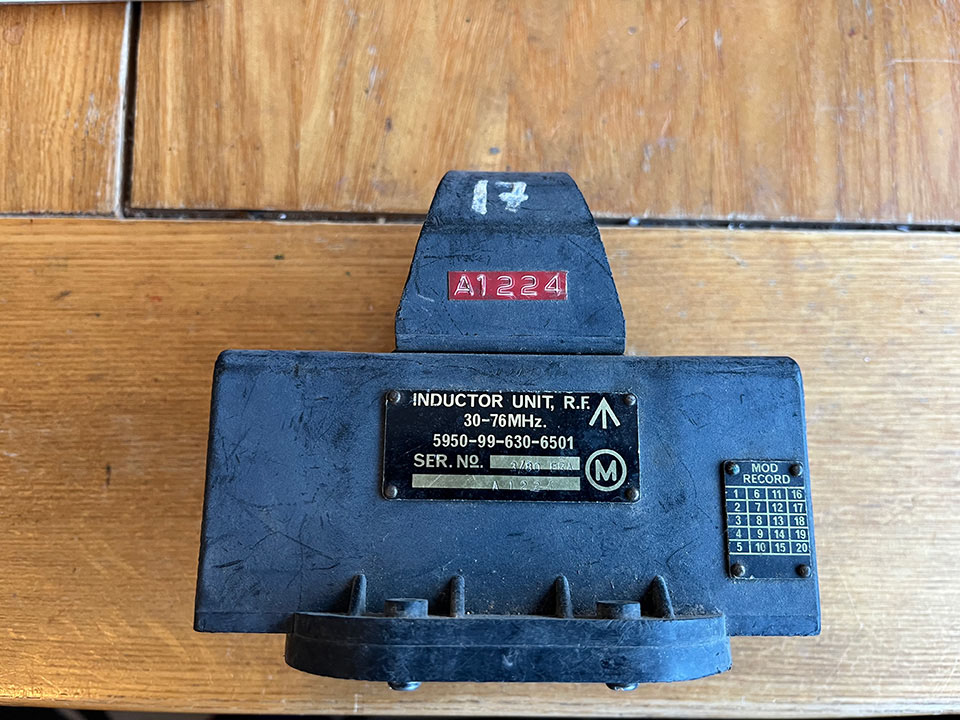 17
A1224
INDUCTOR UNIT, R.F.
30-76MHz.
5950-99-630-6501
SER. No.
A 1224
M
MOD
RECORD
1 6 11 16
2 7 12 17
3 8 13 18
4 9 14 19
5 10 15 20